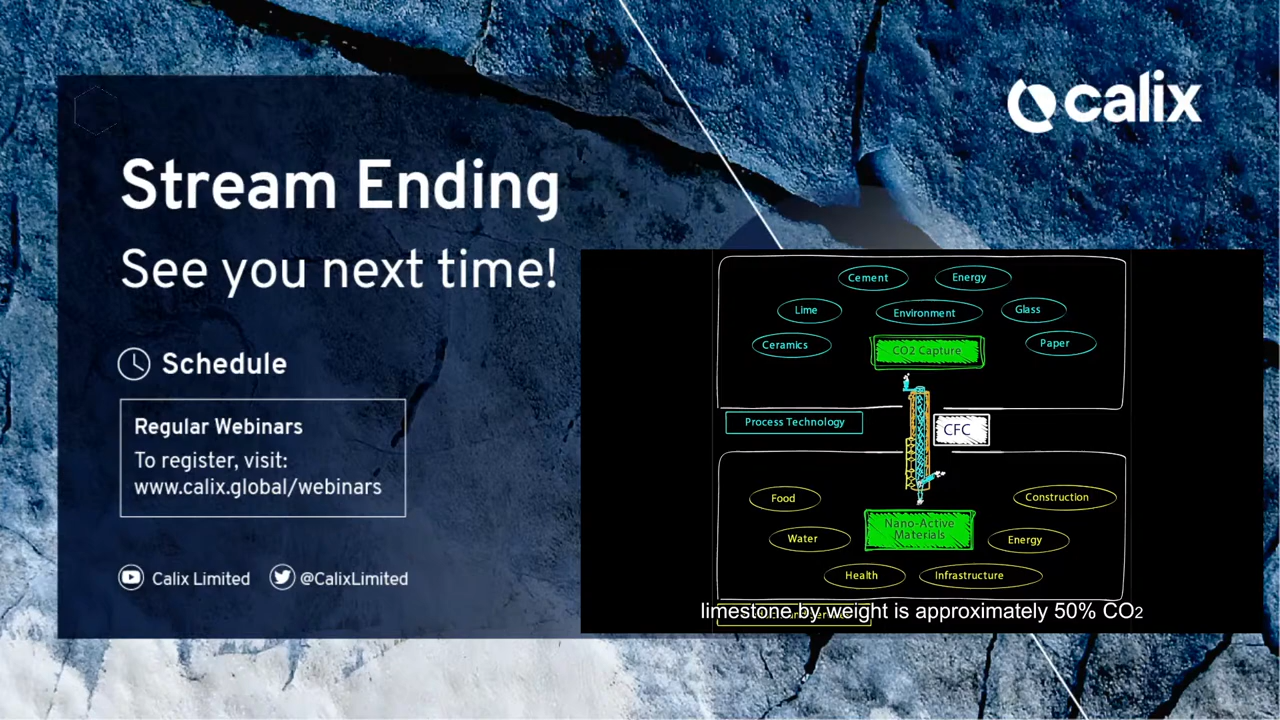 calix
Stream Ending
See you next time!
Schedule
Regular Webinars
To register, visit:
www.calix.global/webinars
Calix Limited @CalixLimited
Cement Energy
Lime Environment Glass
Ceramics CO2 Capture Paper
Process Technology CFC
Food Construction
Nano-Active
Materials
Water Energy
Health Infrastructure
limestone by weight is approximately 50% CO2